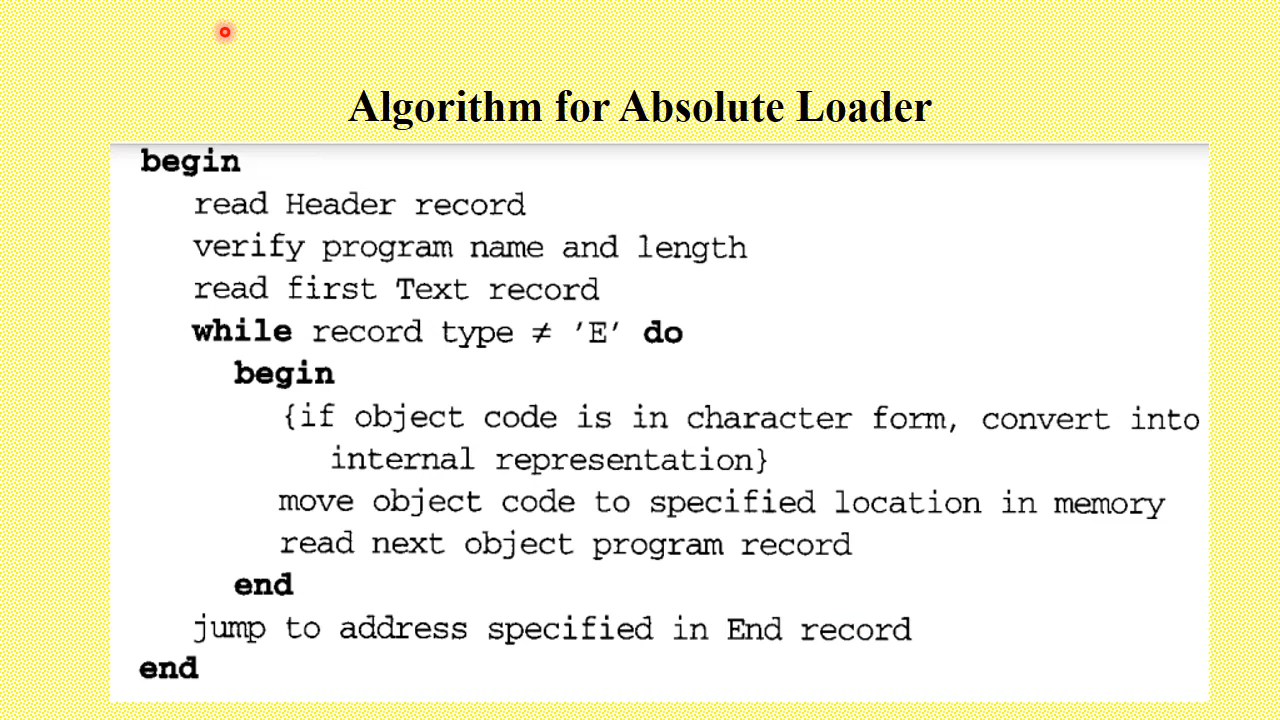 Algorithm for Absolute Loader
begin
read Header record
verify program name and length
read first Text record
while record type ≠ 'E' do
begin
{if object code is in character form, convert into
internal representation}
move object code to specified location in memory
read next object program record
end
jump to address specified in End record
end